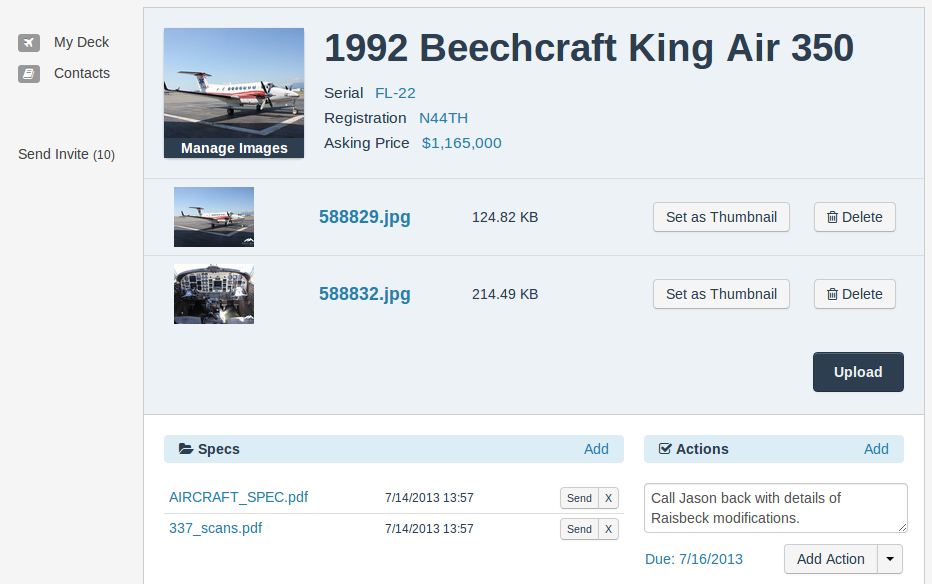 My Deck
Contacts
Send Invite (10)
1992 Beechcraft King Air 350
Serial FL-22
Registration N44TH
Asking Price $1,165,000
Manage Images
588829.jpg 124.82 KB Set as Thumbnail Delete
588832.jpg 214.49 KB Set as Thumbnail Delete
Upload
Specs Add
AIRCRAFT_SPEC.pdf 7/14/2013 13:57 Send X
337_scans.pdf 7/14/2013 13:57 Send X
Actions Add
Call Jason back with details of
Raisbeck modifications.
Due: 7/16/2013 Add Action